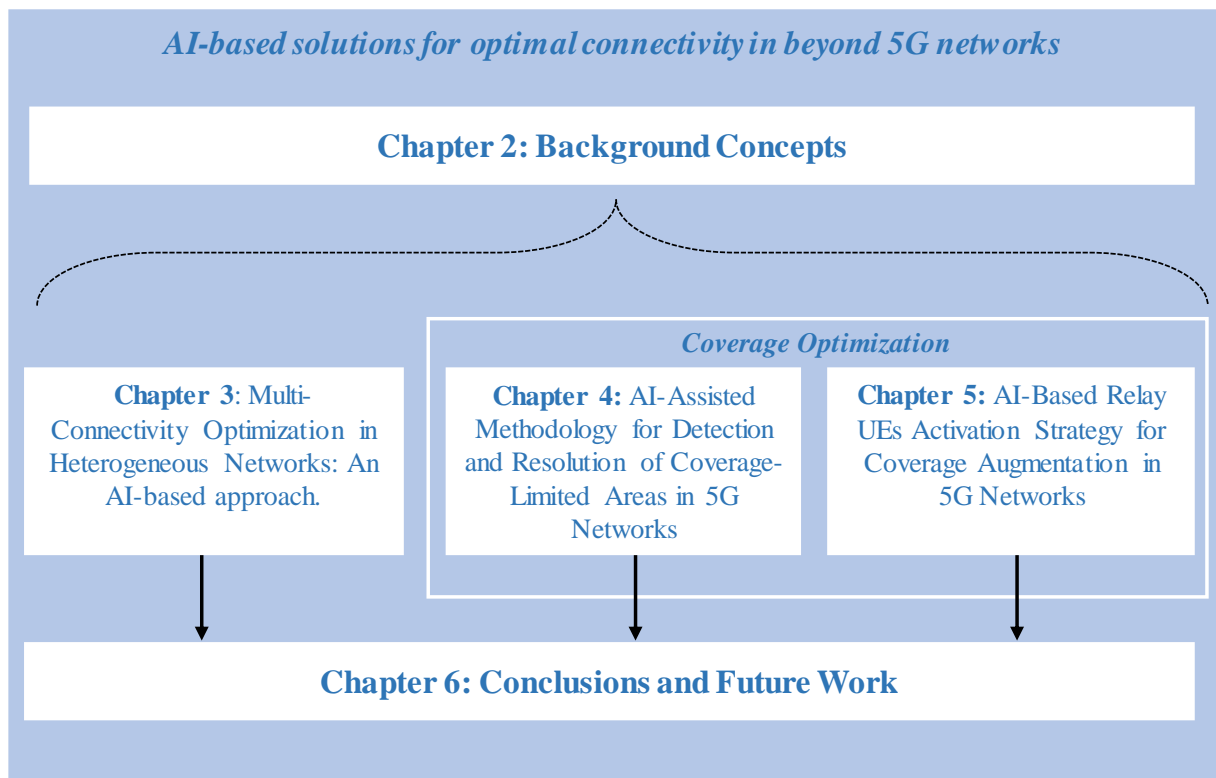 AI-based solutions for optimal connectivity in beyond 5G networks
Chapter 2: Background Concepts
Coverage Optimization
Chapter 3: Multi-
Connectivity Optimization in
Heterogeneous Networks: An
AI-based approach.
Chapter 4: AI-Assisted
Methodology for Detection
and Resolution of Coverage-
Limited Areas in 5G
Networks
Chapter 5: AI-Based Relay
UEs Activation Strategy for
Coverage Augmentation in
5G Networks
Chapter 6: Conclusions and Future Work